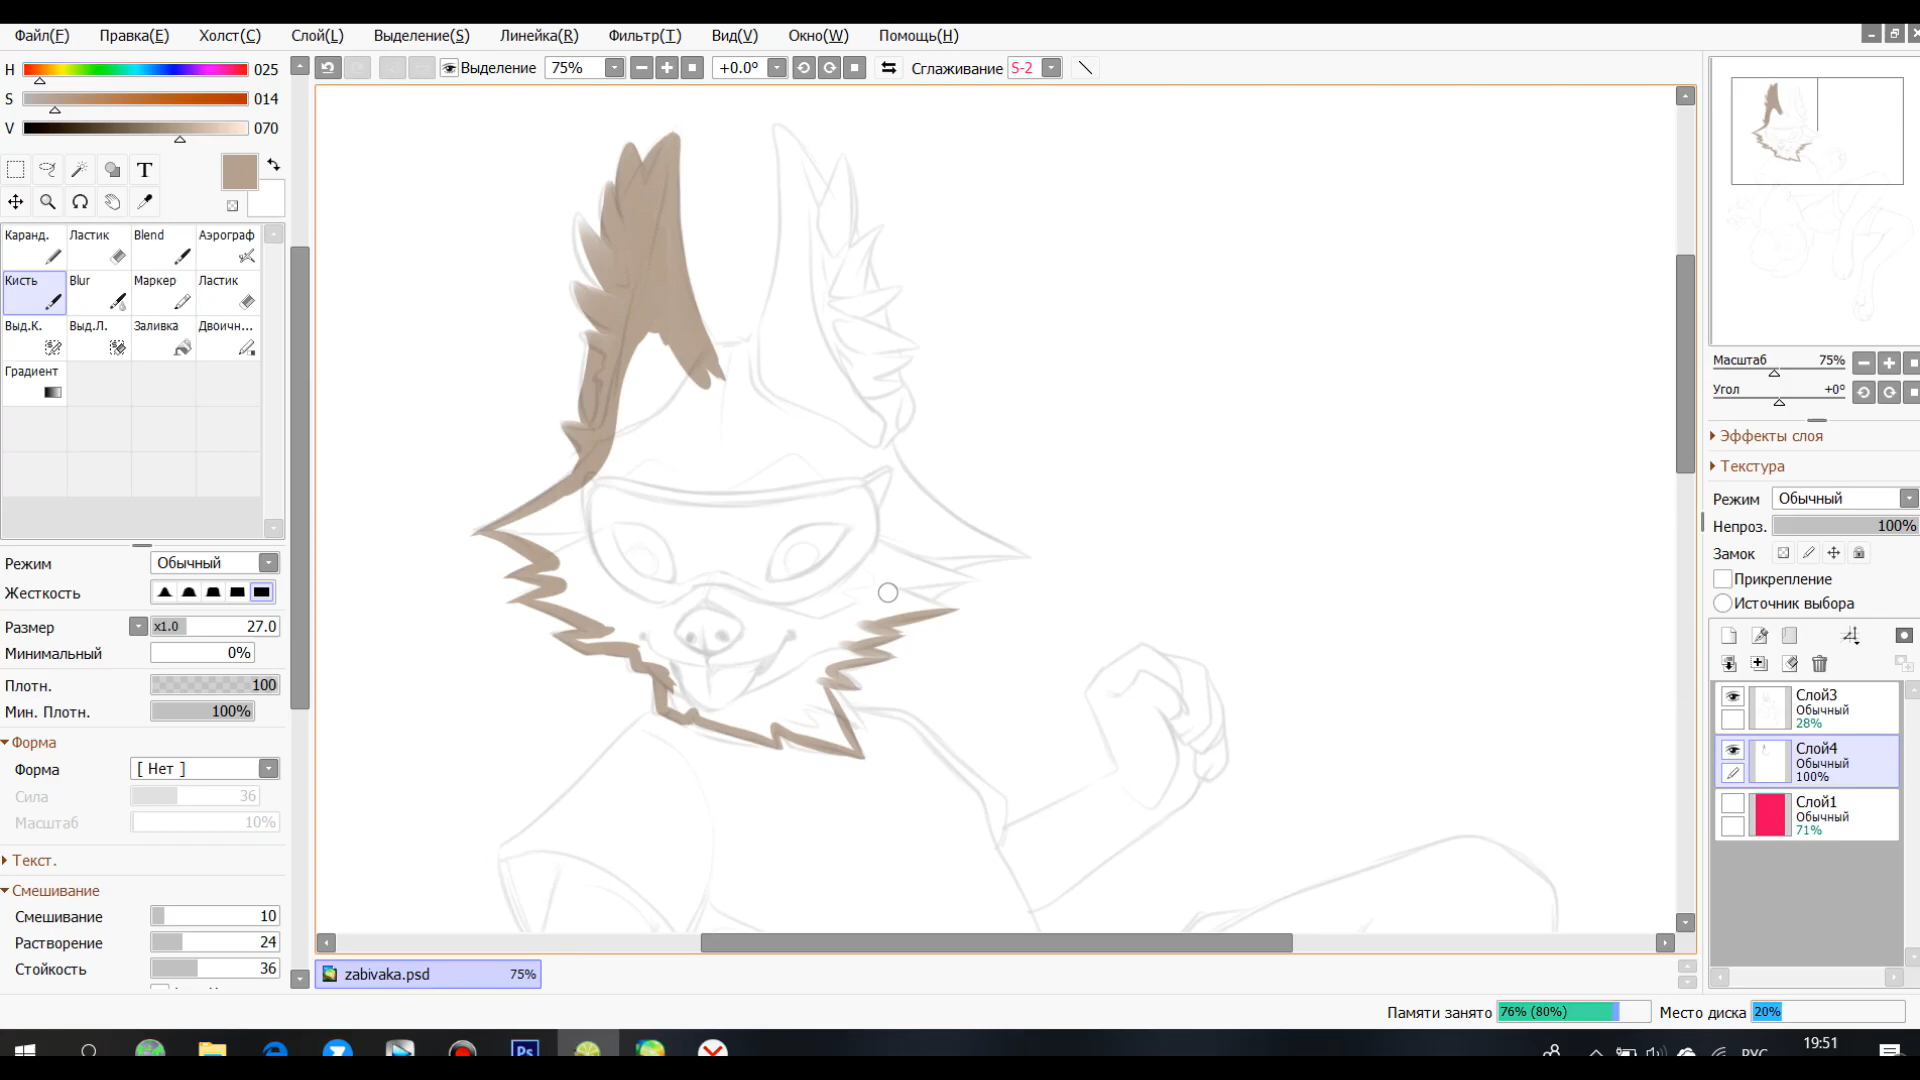 Файл(F) Правка(E) Холст(C) Слой(L) Выделение(S) Линейка(R) Фильтр(T) Вид(V) Окно(W) Помощь(H)
H 025
S 014
V 070
Выделение 75% +0.0° Сглаживание S-2
T
Каранд. Ластик Blend Аэрограф
Кисть Blur Маркер Ластик
Выд.К. Выд.Л. Заливка Двоичн...
Градиент
Режим Обычный
Жесткость
Размер x1.0 27.0
Минимальный 0%
Плотн. 100
Мин. Плотн. 100%
Форма
Форма [ Нет ]
Сила 36
Масштаб 10%
Текст.
Смешивание
Смешивание 10
Растворение 24
Стойкость 36
zabivaka.psd 75%
Масштаб 75%
Угол +0°
Эффекты слоя
Текстура
Режим Обычный
Непроз. 100%
Замок
Прикрепление
Источник выбора
Слой3
Обычный
28%
Слой4
Обычный
100%
Слой1
Обычный
71%
Памяти занято 76% (80%) Место диска 20%
Ps
РУС
19:51